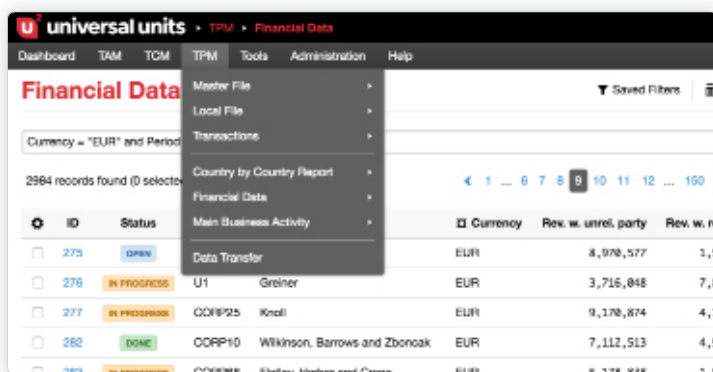 u² universal units ▸ TPM ▸ Financial Data
Dashboard TAM TCM TPM Tools Administration Help
Financial Data
Saved Filters
Master File
Local File
Transactions
Country by Country Report
Financial Data
Main Business Activity
Data Transfer
Currency = "EUR" and Period
2984 records found (0 selecte
1 ... 6 7 8 9 10 11 12 ... 150
ID Status Currency Rev. w. unrel. party Rev. w. r
275 OPEN EUR 8,970,577 1,
276 IN PROGRESS U1 Greiner EUR 3,716,048 7,
277 IN PROGRESS CORP25 Knoll EUR 9,170,874 4,
282 DONE CORP10 Wilkinson, Barrows and Zboncak EUR 7,112,513 4,